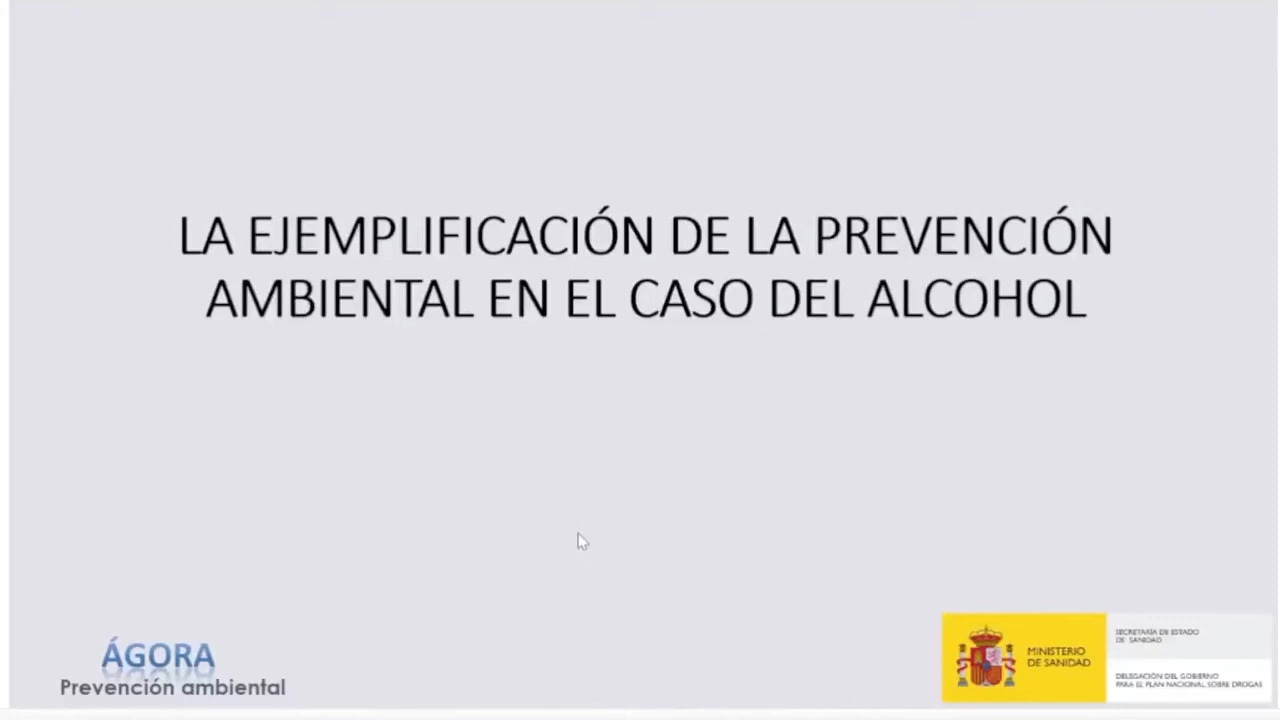 LA EJEMPLIFICACIÓN DE LA PREVENCIÓN
AMBIENTAL EN EL CASO DEL ALCOHOL
ÁGORA
Prevención ambiental
MINISTERIO
DE SANIDAD
SECRETARÍA DE ESTADO
DE SANIDAD
DELEGACIÓN DEL GOBIERNO
PARA EL PLAN NACIONAL SOBRE DROGAS